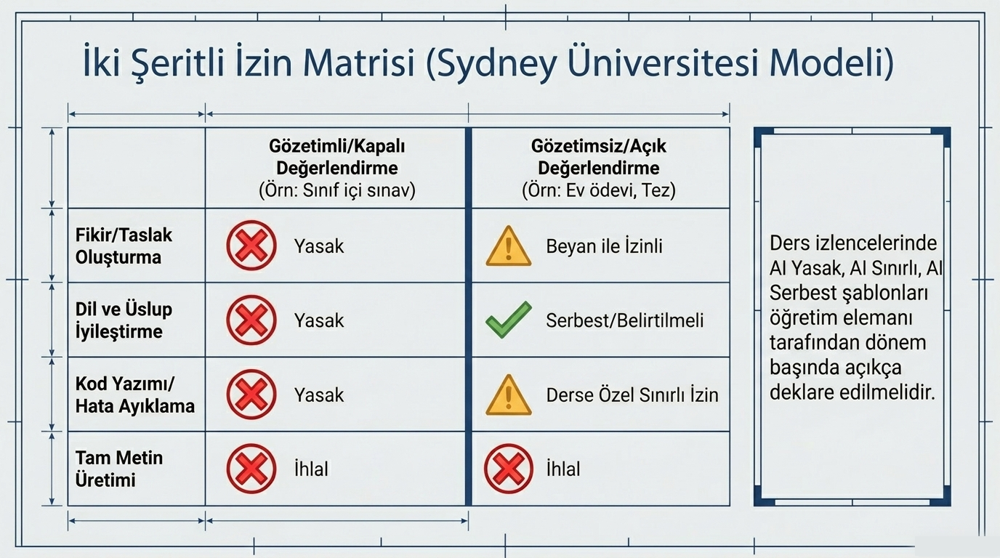 İki Şeritli İzin Matrisi (Sydney Üniversitesi Modeli)
Gözetimli/Kapalı
Değerlendirme
(Örn: Sınıf içi sınav)
Gözetimsiz/Açık
Değerlendirme
(Örn: Ev ödevi, Tez)
Fikir/Taslak
Oluşturma
Yasak
Beyan ile İzinli
Dil ve Üslup
İyileştirme
Yasak
Serbest/Belirtilmeli
Kod Yazımı/
Hata Ayıklama
Yasak
Derse Özel Sınırlı İzin
Tam Metin
Üretimi
İhlal
İhlal
Ders izlencelerinde
AI Yasak, AI Sınırlı, AI
Serbest şablonları
öğretim elemanı
tarafından dönem
başında açıkça
deklare edilmelidir.